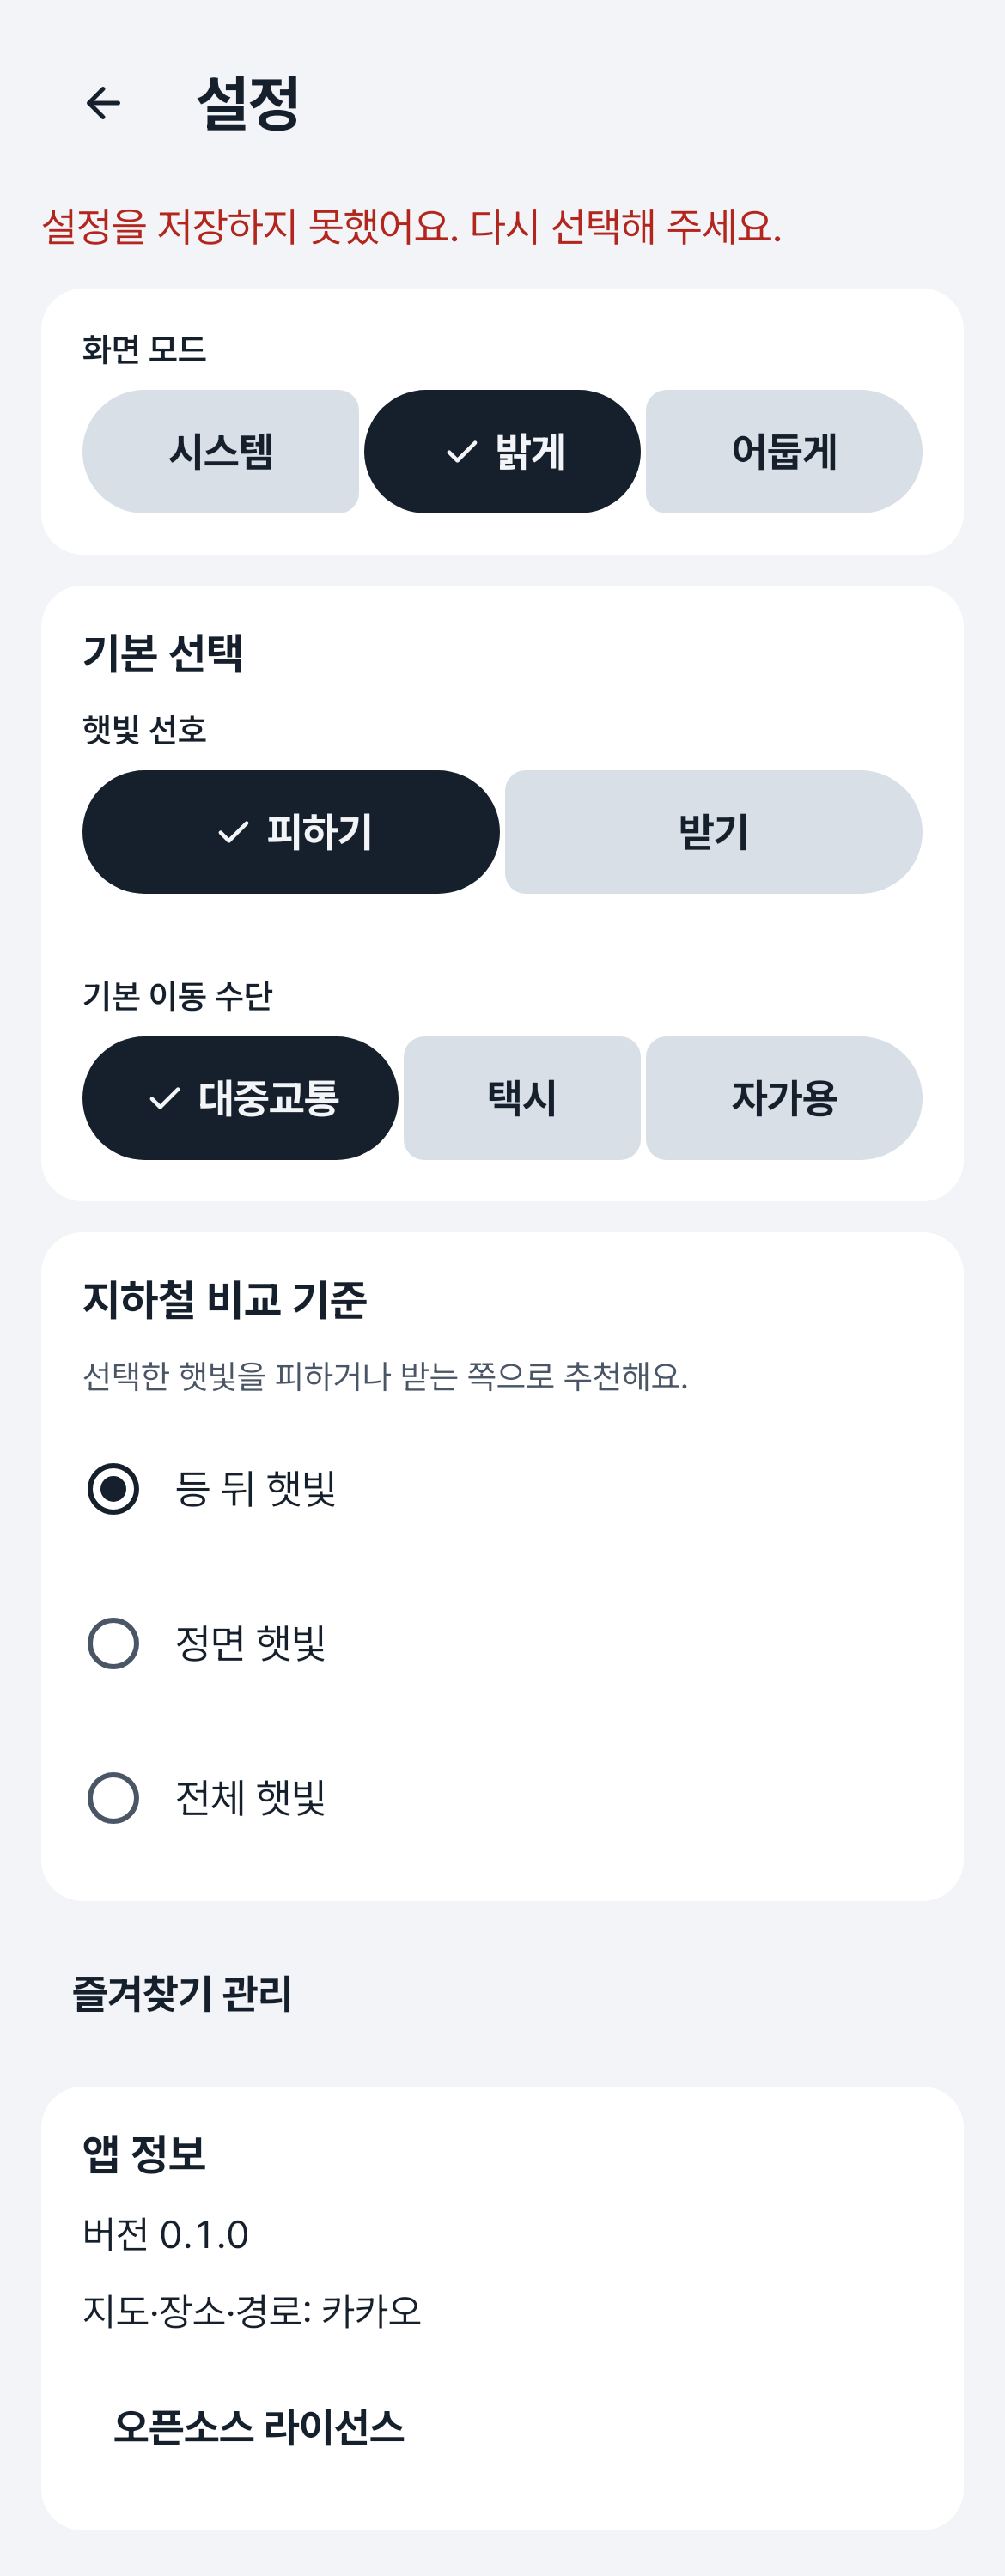 설정
설정을 저장하지 못했어요. 다시 선택해 주세요.
화면 모드
시스템 밝게 어둡게
기본 선택
햇빛 선호
피하기 받기
기본 이동 수단
대중교통 택시 자가용
지하철 비교 기준
선택한 햇빛을 피하거나 받는 쪽으로 추천해요.
등 뒤 햇빛
정면 햇빛
전체 햇빛
즐겨찾기 관리
앱 정보
버전 0.1.0
지도·장소·경로: 카카오
오픈소스 라이선스